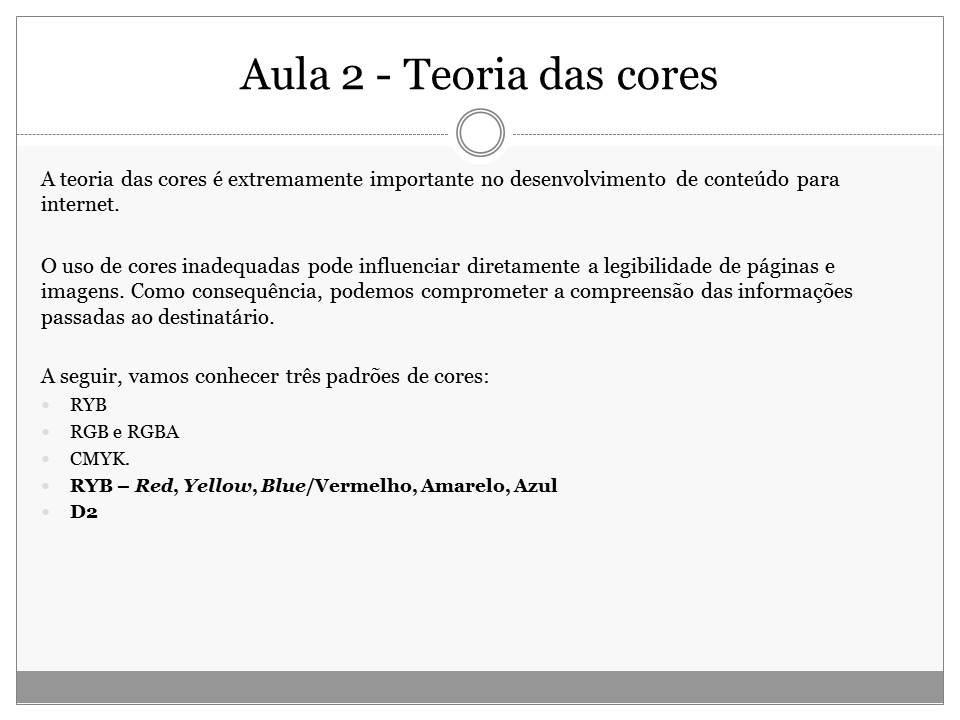 Aula 2 - Teoria das cores
A teoria das cores é extremamente importante no desenvolvimento de conteúdo para
internet.
O uso de cores inadequadas pode influenciar diretamente a legibilidade de páginas e
imagens. Como consequência, podemos comprometer a compreensão das informações
passadas ao destinatário.
A seguir, vamos conhecer três padrões de cores:
• RYB
• RGB e RGBA
• CMYK.
• RYB – Red, Yellow, Blue/Vermelho, Amarelo, Azul
• D2